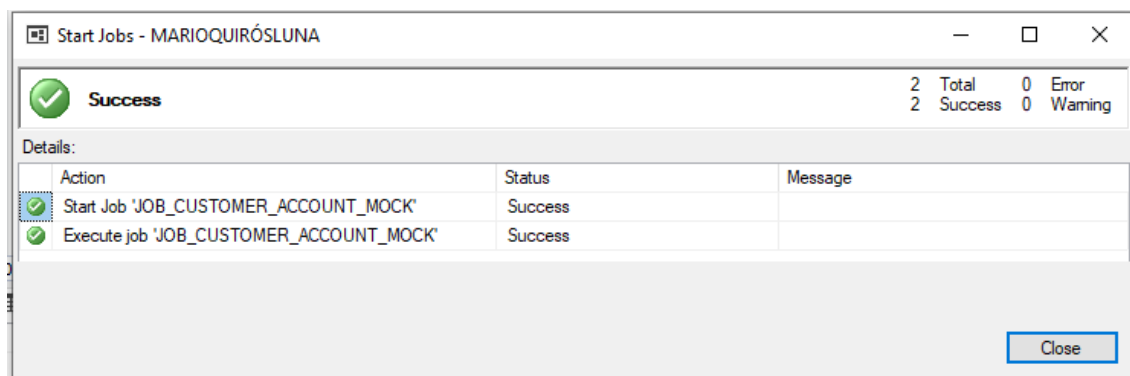 Start Jobs - MARIOQUIRÓSLUNA
Success
2 Total 0 Error
2 Success 0 Warning
Details:
Action Status Message
Start Job 'JOB_CUSTOMER_ACCOUNT_MOCK' Success
Execute job 'JOB_CUSTOMER_ACCOUNT_MOCK' Success
Close